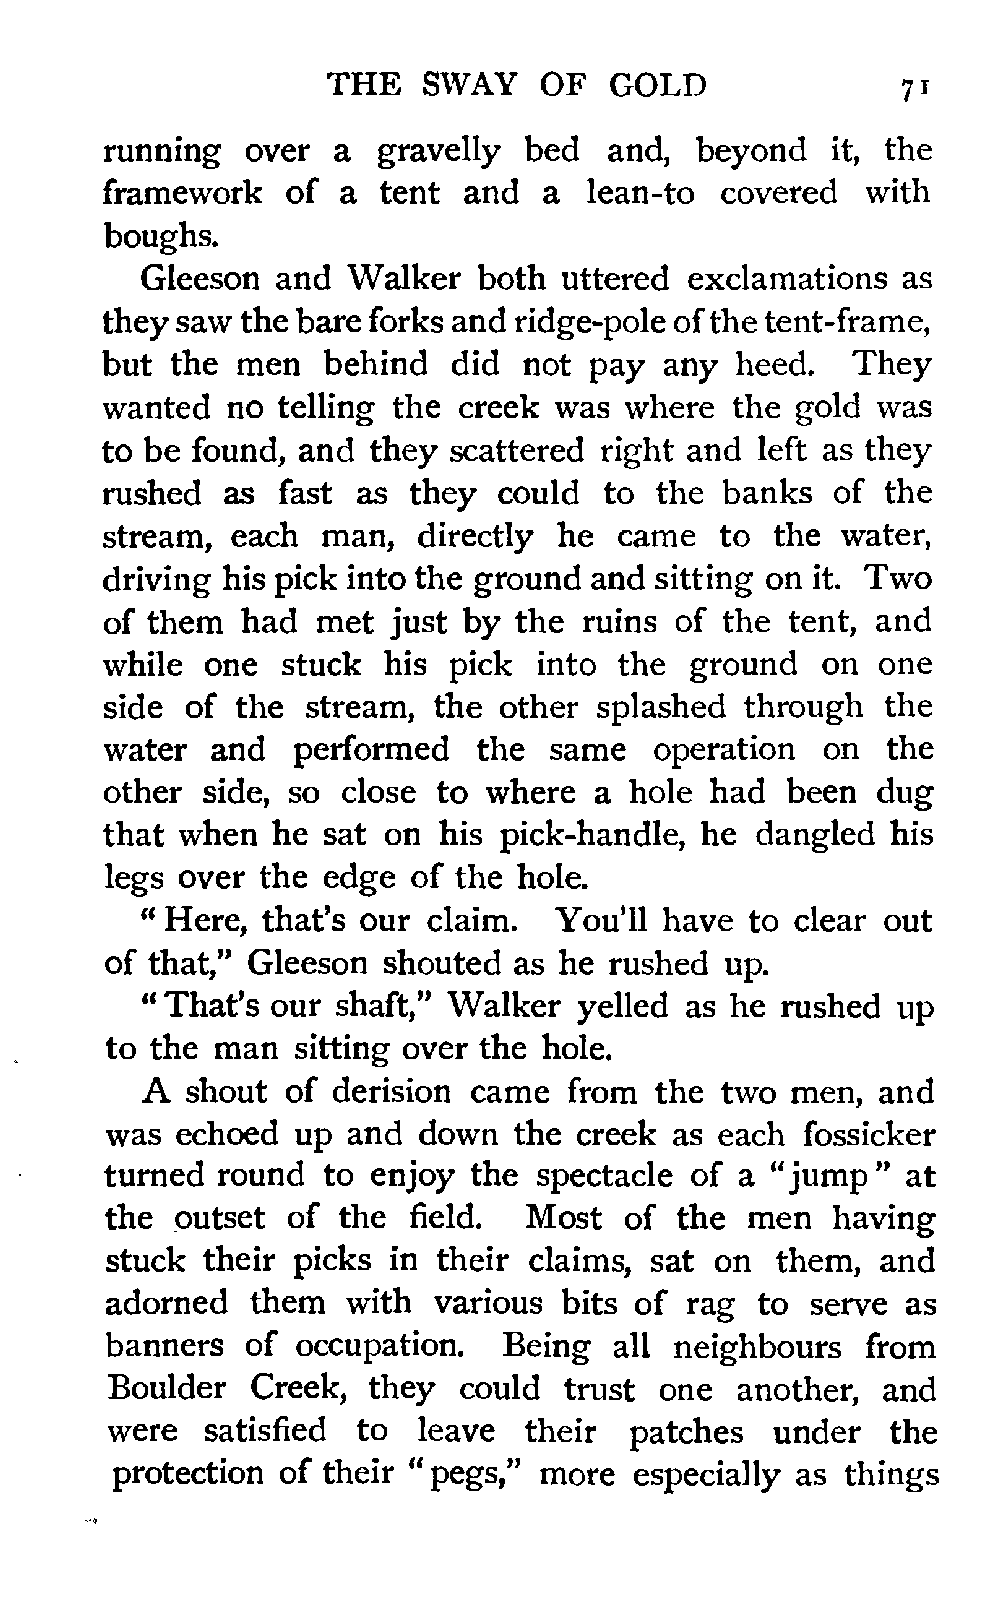 THE SWAY OF GOLD 71
running over a gravelly bed and, beyond it, the
framework of a tent and a lean-to covered with
boughs.
Gleeson and Walker both uttered exclamations as
they saw the bare forks and ridge-pole of the tent-frame,
but the men behind did not pay any heed. They
wanted no telling the creek was where the gold was
to be found, and they scattered right and left as they
rushed as fast as they could to the banks of the
stream, each man, directly he came to the water,
driving his pick into the ground and sitting on it. Two
of them had met just by the ruins of the tent, and
while one stuck his pick into the ground on one
side of the stream, the other splashed through the
water and performed the same operation on the
other side, so close to where a hole had been dug
that when he sat on his pick-handle, he dangled his
legs over the edge of the hole.
"Here, that's our claim. You'll have to clear out
of that," Gleeson shouted as he rushed up.
"That's our shaft," Walker yelled as he rushed up
to the man sitting over the hole.
A shout of derision came from the two men, and
was echoed up and down the creek as each fossicker
turned round to enjoy the spectacle of a "jump" at
the outset of the field. Most of the men having
stuck their picks in their claims, sat on them, and
adorned them with various bits of rag to serve as
banners of occupation. Being all neighbours from
Boulder Creek, they could trust one another, and
were satisfied to leave their patches under the
protection of their "pegs," more especially as things